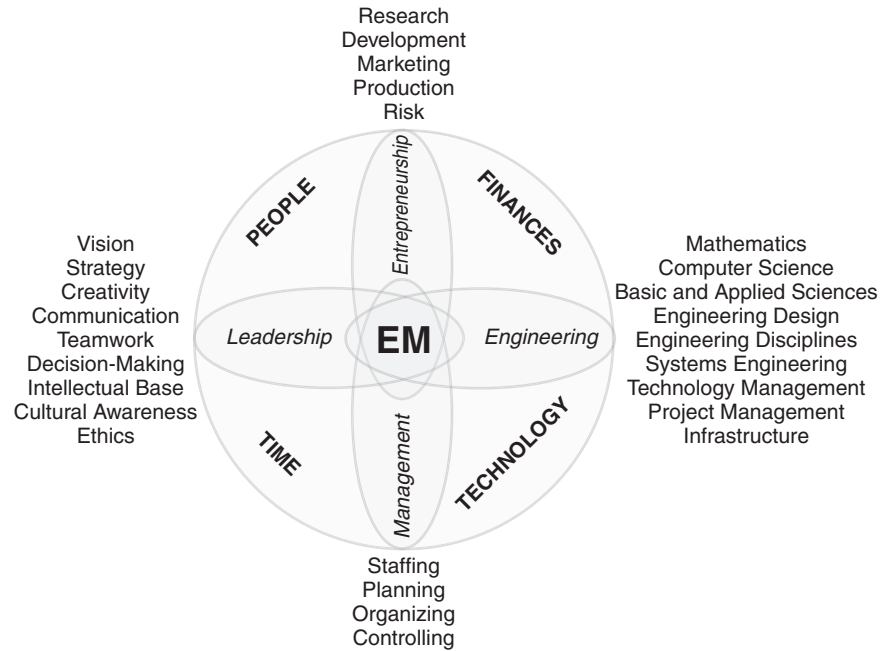 Research
Development
Marketing
Production
Risk
Entrepreneurship
PEOPLE
FINANCES
Vision
Strategy
Creativity
Communication
Teamwork
Decision-Making
Intellectual Base
Cultural Awareness
Ethics
Leadership
EM
Engineering
Mathematics
Computer Science
Basic and Applied Sciences
Engineering Design
Engineering Disciplines
Systems Engineering
Technology Management
Project Management
Infrastructure
TIME
Management
TECHNOLOGY
Staffing
Planning
Organizing
Controlling